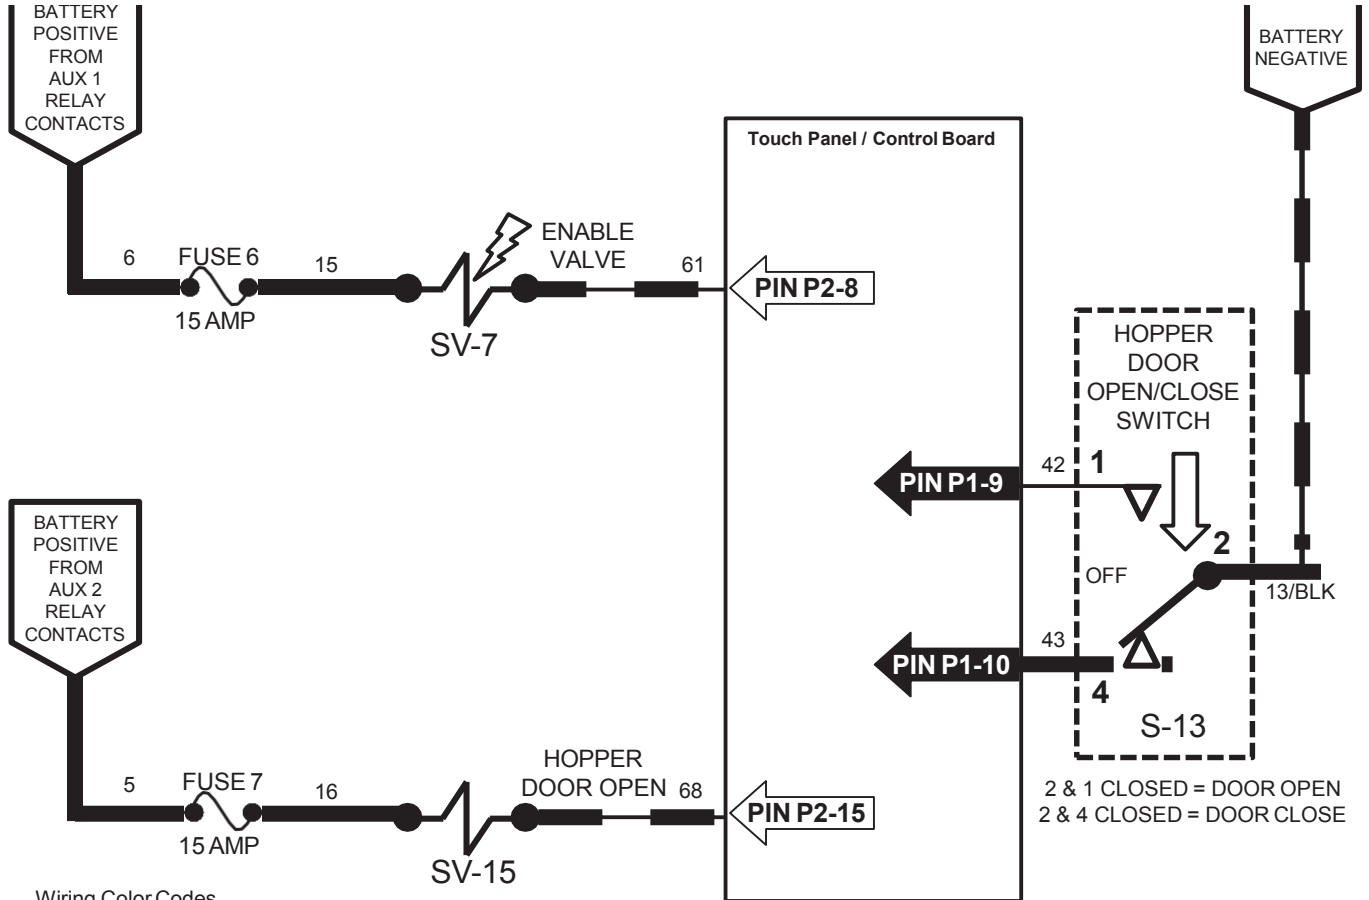 BATTERY
POSITIVE
FROM
AUX 1
RELAY
CONTACTS
BATTERY
NEGATIVE
Touch Panel / Control Board
6
FUSE 6
15
15 AMP
SV-7
ENABLE
VALVE
61
PIN P2-8
HOPPER
DOOR
OPEN/CLOSE
SWITCH
PIN P1-9
42
1
2
OFF
13/BLK
PIN P1-10
43
4
S-13
2 & 1 CLOSED = DOOR OPEN
2 & 4 CLOSED = DOOR CLOSE
BATTERY
POSITIVE
FROM
AUX 2
RELAY
CONTACTS
5
FUSE 7
16
15 AMP
SV-15
HOPPER
DOOR OPEN
68
PIN P2-15
Wiring Color Codes